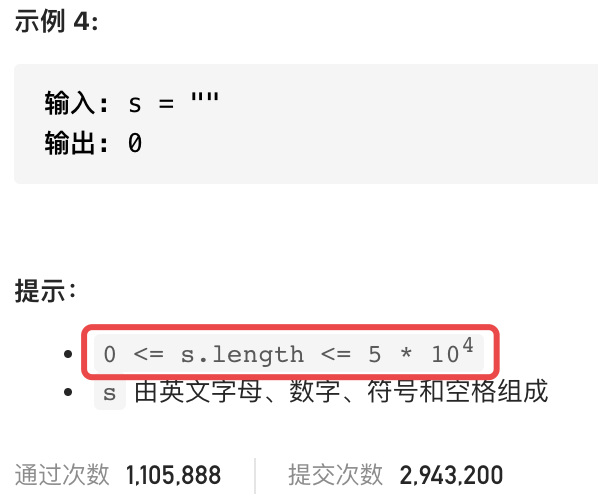 示例 4:
输入: s = ""
输出: 0
提示:
• 0 <= s.length <= 5 * 10⁴
• s 由英文字母、数字、符号和空格组成
通过次数 1,105,888 提交次数 2,943,200